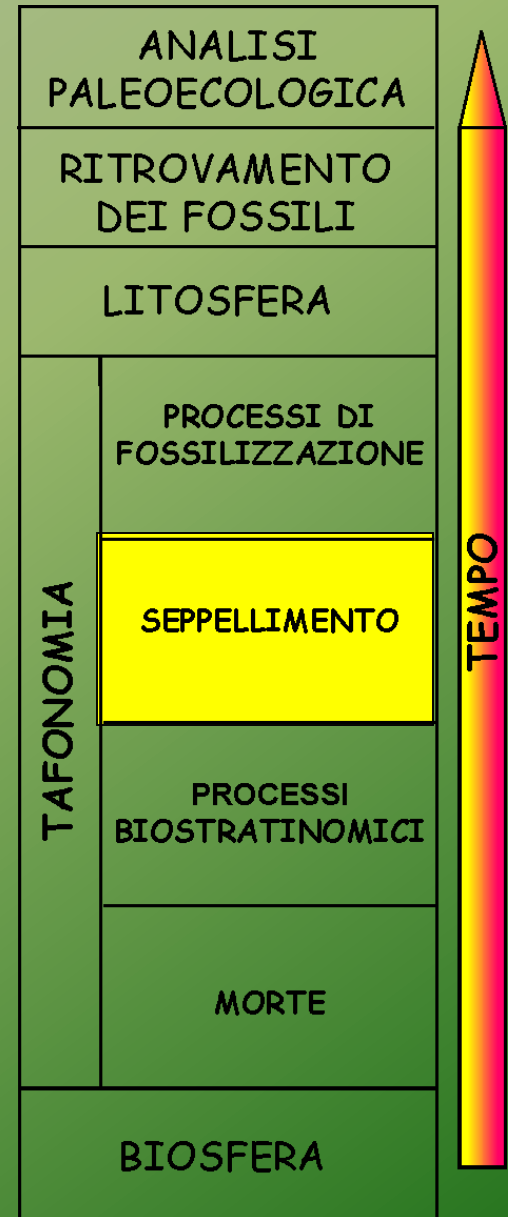 ANALISI
PALEOECOLOGICA
RITROVAMENTO
DEI FOSSILI
LITOSFERA
TAFONOMIA
PROCESSI DI
FOSSILIZZAZIONE
SEPPELLIMENTO
PROCESSI
BIOSTRATINOMICI
MORTE
BIOSFERA
TEMPO